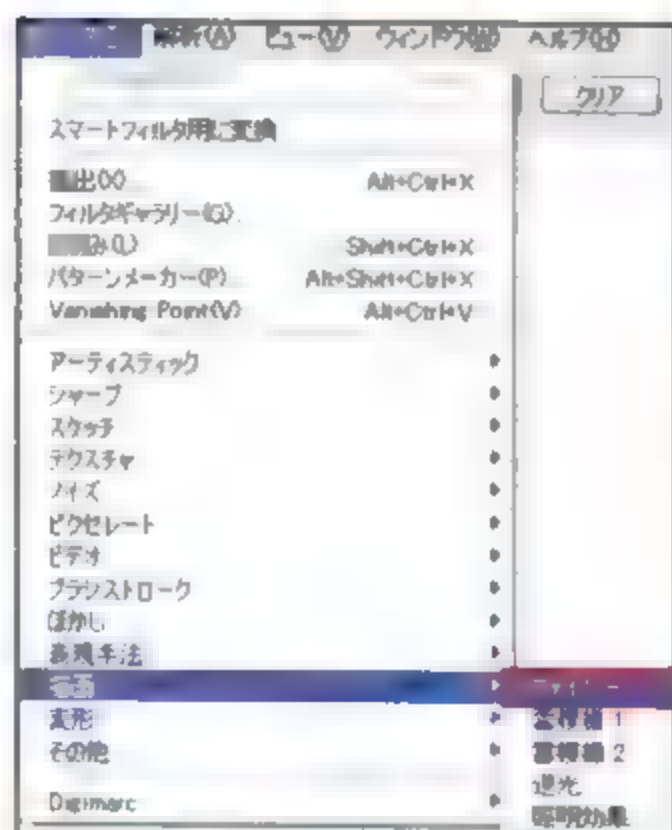 解析(A) ビュー(V) ウィンドウ(W) ヘルプ(H)
クリア
スマートフィルタ用に変換
抽出(X) Alt+Ctrl+X
フィルタギャラリー(G)
(L) Shift+Ctrl+X
パターンメーカー(P) Alt+Shift+Ctrl+X
Vanishing Point(V) Alt+Ctrl+V
アーティスティック
シャープ
スケッチ
テクスチャ
ノイズ
ピクセレート
ビデオ
ブラシストローク
ぼかし
表現手法
描画
変形 雲模様 1
その他 雲模様 2
逆光
Digimarc
照明効果